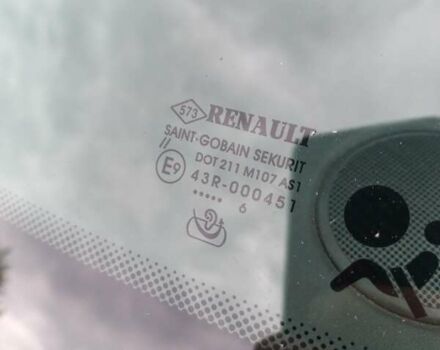 573 RENAULT
SAINT-GOBAIN SEKURIT
//
DOT 211 M107 AS1
E9 43R-000451
..... 6